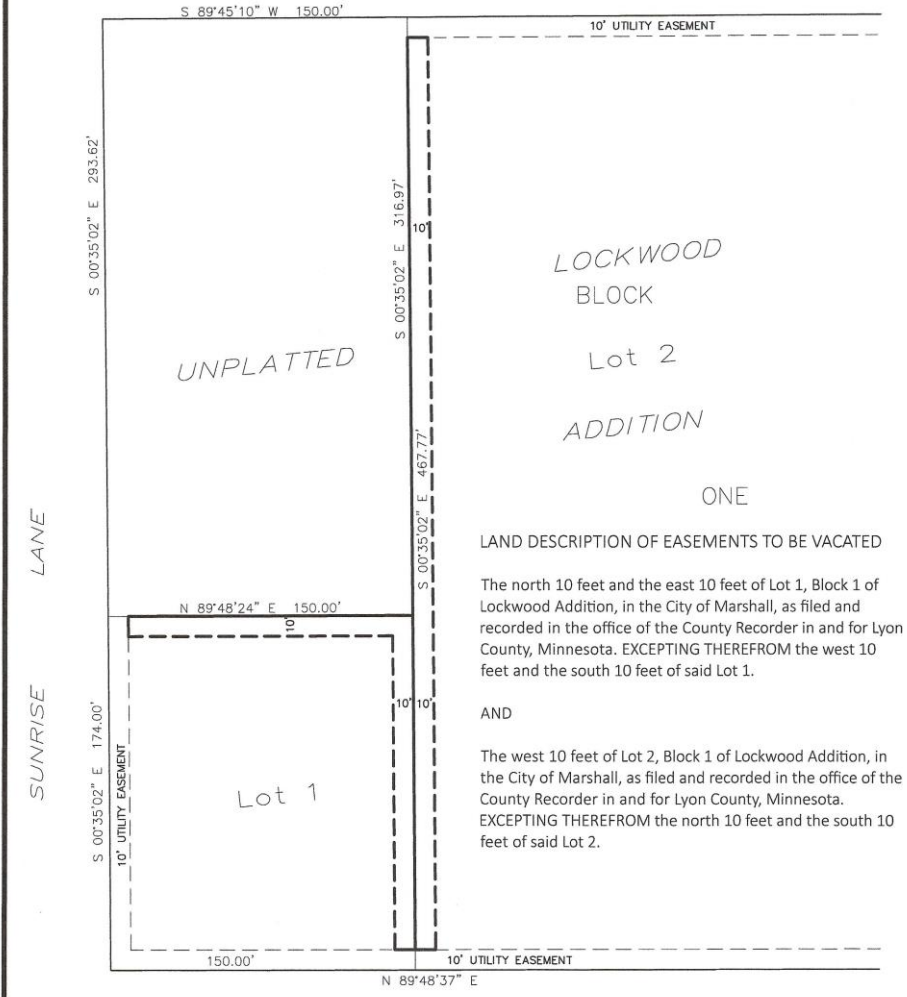 S 89°45'10" W 150.00'
10' UTILITY EASEMENT
S 00°35'02" E 293.62'
S 00°35'02" E 316.97'
10'
LOCKWOOD
BLOCK
Lot 2
UNPLATTED
ADDITION
S 00°35'02" E 467.77'
ONE
LANE
LAND DESCRIPTION OF EASEMENTS TO BE VACATED
The north 10 feet and the east 10 feet of Lot 1, Block 1 of
Lockwood Addition, in the City of Marshall, as filed and
recorded in the office of the County Recorder in and for Lyon
County, Minnesota. EXCEPTING THEREFROM the west 10
feet and the south 10 feet of said Lot 1.
N 89°48'24" E 150.00'
10'
SUNRISE
S 00°35'02" E 174.00'
10' UTILITY EASEMENT
10' 10'
AND
Lot 1
The west 10 feet of Lot 2, Block 1 of Lockwood Addition, in
the City of Marshall, as filed and recorded in the office of the
County Recorder in and for Lyon County, Minnesota.
EXCEPTING THEREFROM the north 10 feet and the south 10
feet of said Lot 2.
150.00'
10' UTILITY EASEMENT
N 89°48'37" E